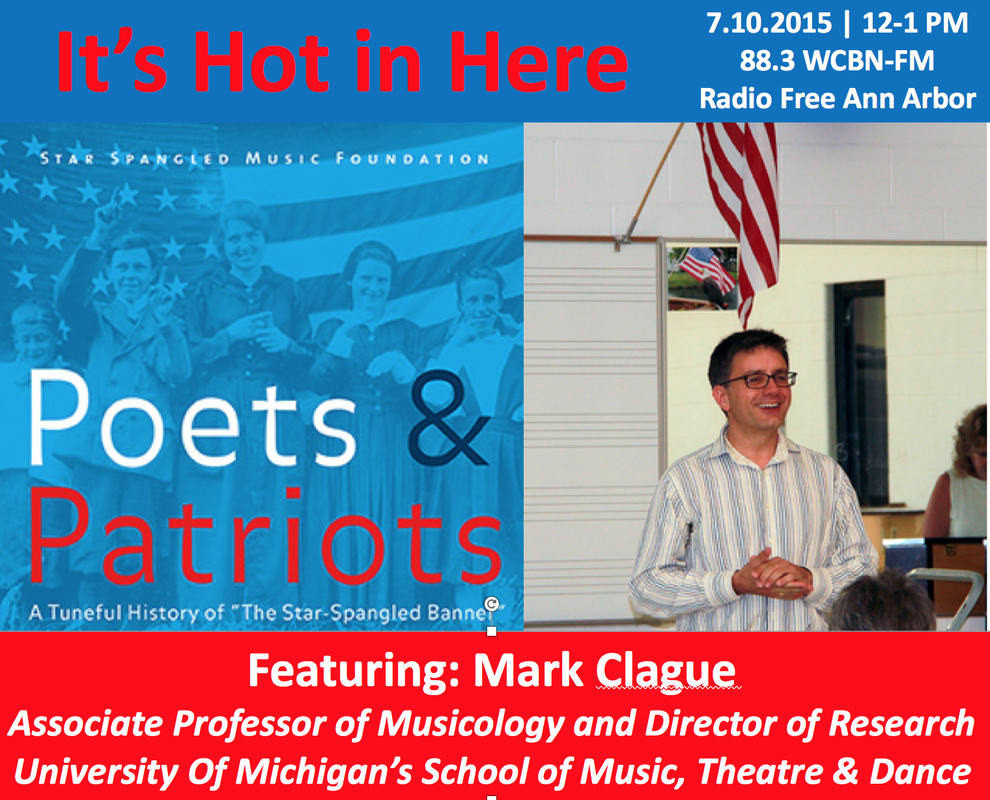 It's Hot in Here
7.10.2015 | 12-1 PM
88.3 WCBN-FM
Radio Free Ann Arbor
STAR SPANGLED MUSIC FOUNDATION
Poets &
Patriots
A Tuneful History of "The Star-Spangled Banner"
Featuring: Mark Clague
Associate Professor of Musicology and Director of Research
University Of Michigan's School of Music, Theatre & Dance